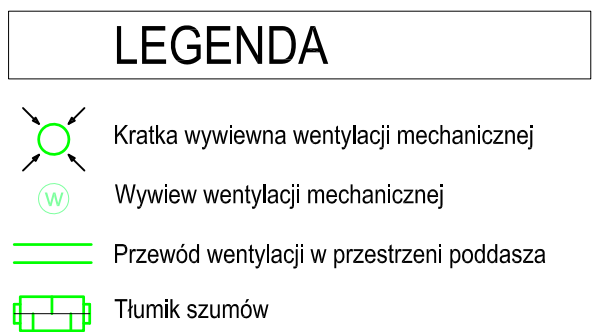 LEGENDA
Kratka wywiewna wentylacji mechanicznej
W Wywiew wentylacji mechanicznej
Przewód wentylacji w przestrzeni poddasza
Tłumik szumów